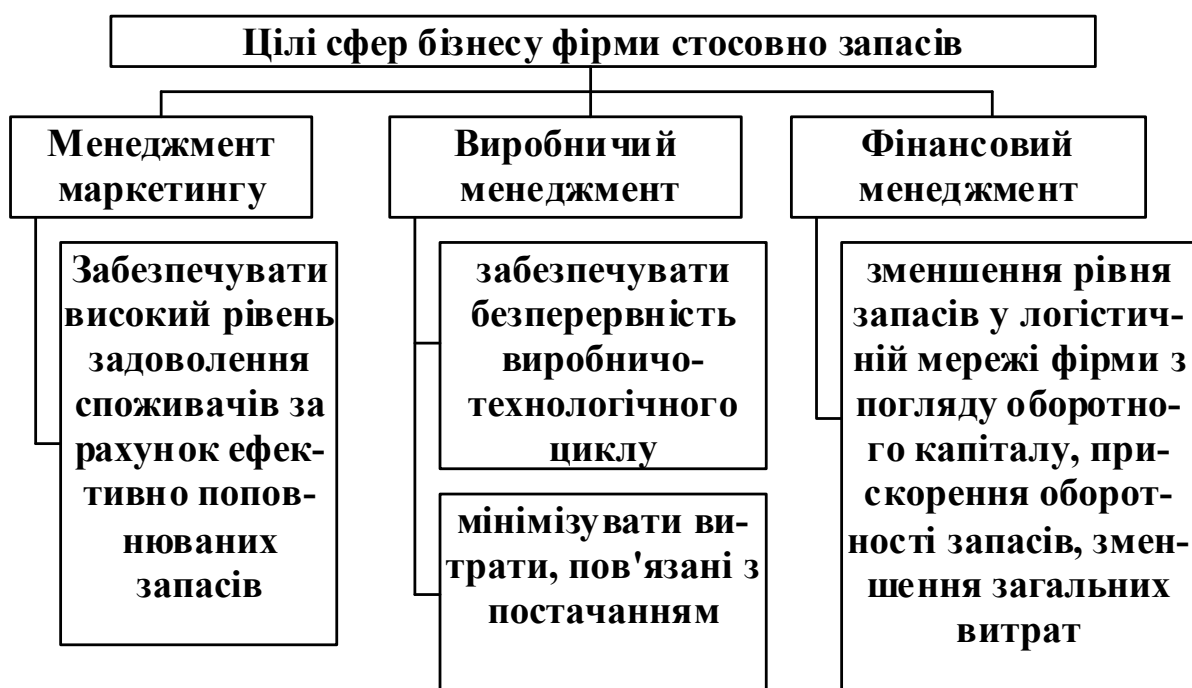 Цілі сфер бізнесу фірми стосовно запасів
Менеджмент
маркетингу
Забезпечувати
високий рівень
задоволення
споживачів за
рахунок ефек-
тивно попов-
нюваних
запасів
Виробничий
менеджмент
забезпечувати
безперервність
виробничо-
технологічного
циклу
мінімізувати ви-
трати, пов'язані з
постачанням
Фінансовий
менеджмент
зменшення рівня
запасів у логістич-
ній мережі фірми з
погляду оборотно-
го капіталу, при-
скорення оборот-
ності запасів, змен-
шення загальних
витрат